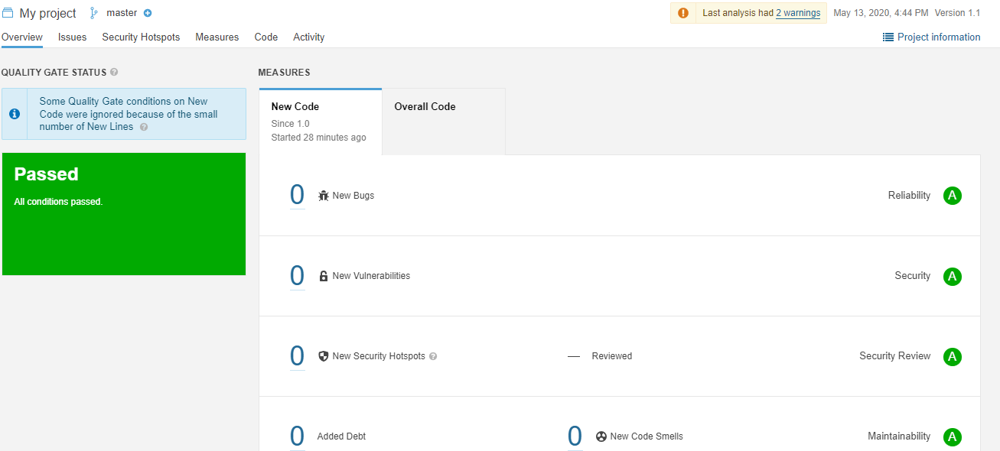 My project master Last analysis had 2 warnings May 13, 2020, 4:44 PM Version 1.1
Overview Issues Security Hotspots Measures Code Activity Project information
QUALITY GATE STATUS ?
Some Quality Gate conditions on New
Code were ignored because of the small
number of New Lines ?
Passed
All conditions passed.
MEASURES
New Code
Since 1.0
Started 28 minutes ago
Overall Code
0 New Bugs Reliability A
0 New Vulnerabilities Security A
0 New Security Hotspots ? — Reviewed Security Review A
0 Added Debt 0 New Code Smells Maintainability A